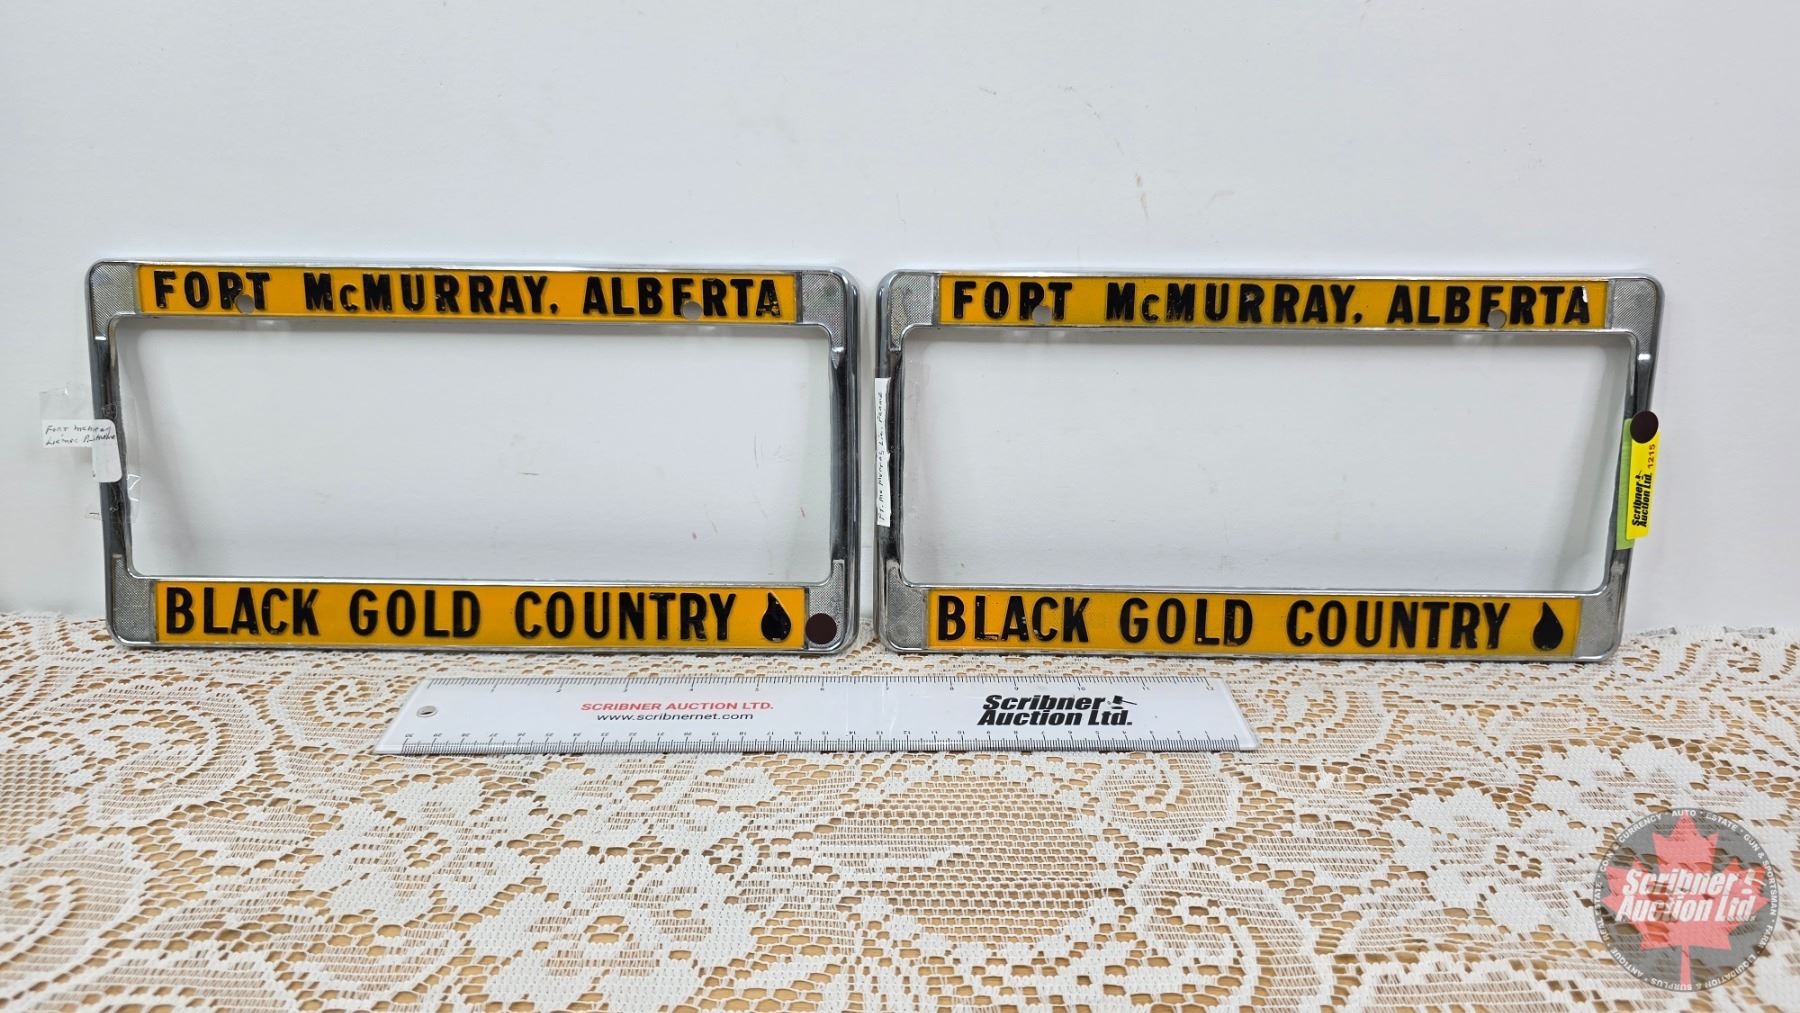 FORT McMURRAY, ALBERTA
BLACK GOLD COUNTRY
FORT McMURRAY, ALBERTA
BLACK GOLD COUNTRY
Scribner
Auction Ltd. 1215
SCRIBNER AUCTION LTD.
www.scribnernet.com
Scribner
Auction Ltd.
Scribner
Auction Ltd.